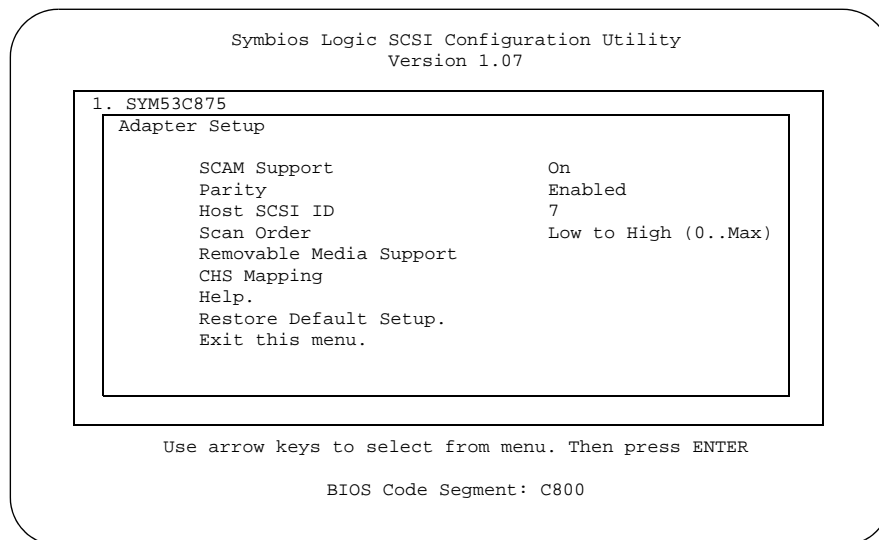 Symbios Logic SCSI Configuration Utility
Version 1.07
1. SYM53C875
Adapter Setup
SCAM Support On
Parity Enabled
Host SCSI ID 7
Scan Order Low to High (0..Max)
Removable Media Support
CHS Mapping
Help.
Restore Default Setup.
Exit this menu.
Use arrow keys to select from menu. Then press ENTER
BIOS Code Segment: C800